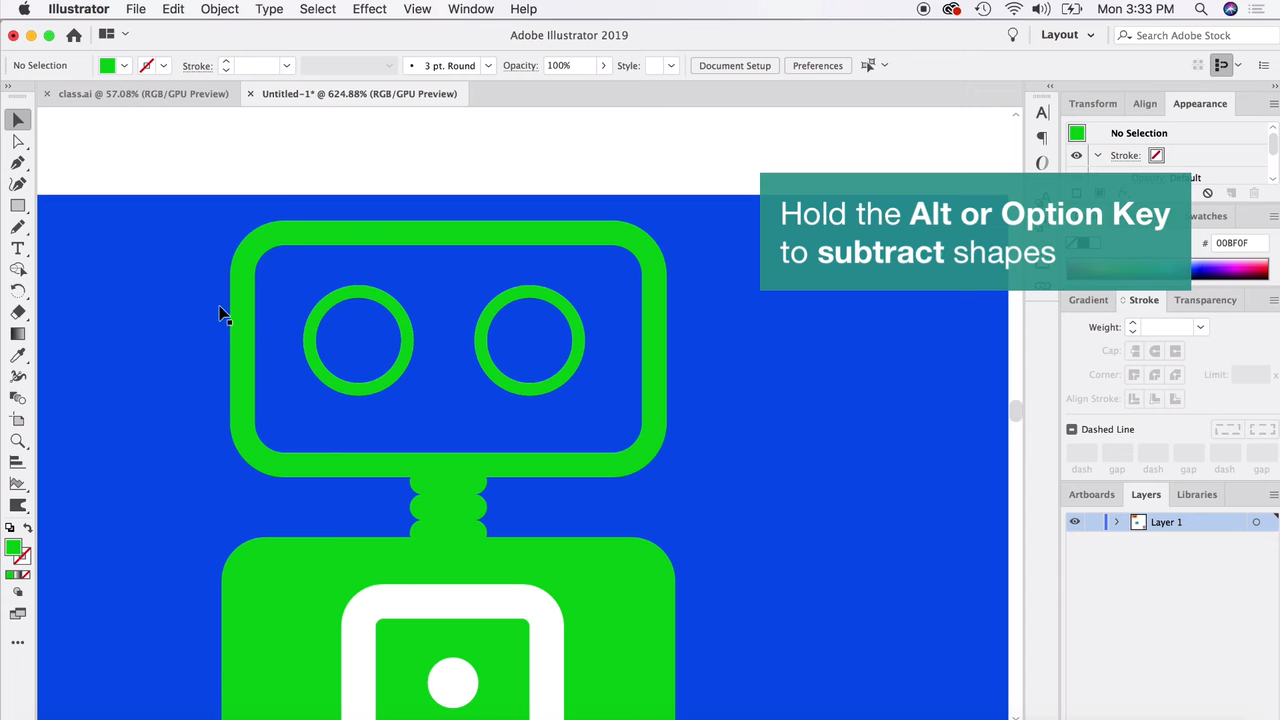 Illustrator File Edit Object Type Select Effect View Window Help Mon 3:33 PM
Adobe Illustrator 2019 Layout Search Adobe Stock
No Selection Stroke: 3 pt. Round Opacity: 100% Style: Document Setup Preferences
class.ai @ 57.08% (RGB/GPU Preview) Untitled-1* @ 624.88% (RGB/GPU Preview)
Transform Align Appearance
No Selection
Stroke:
Default
Hold the Alt or Option Key
to subtract shapes
# 00BF0F
Gradient Stroke Transparency
Weight:
Cap:
Corner: Limit: x
Align Stroke:
Dashed Line
dash gap dash gap dash gap
Artboards Layers Libraries
Layer 1